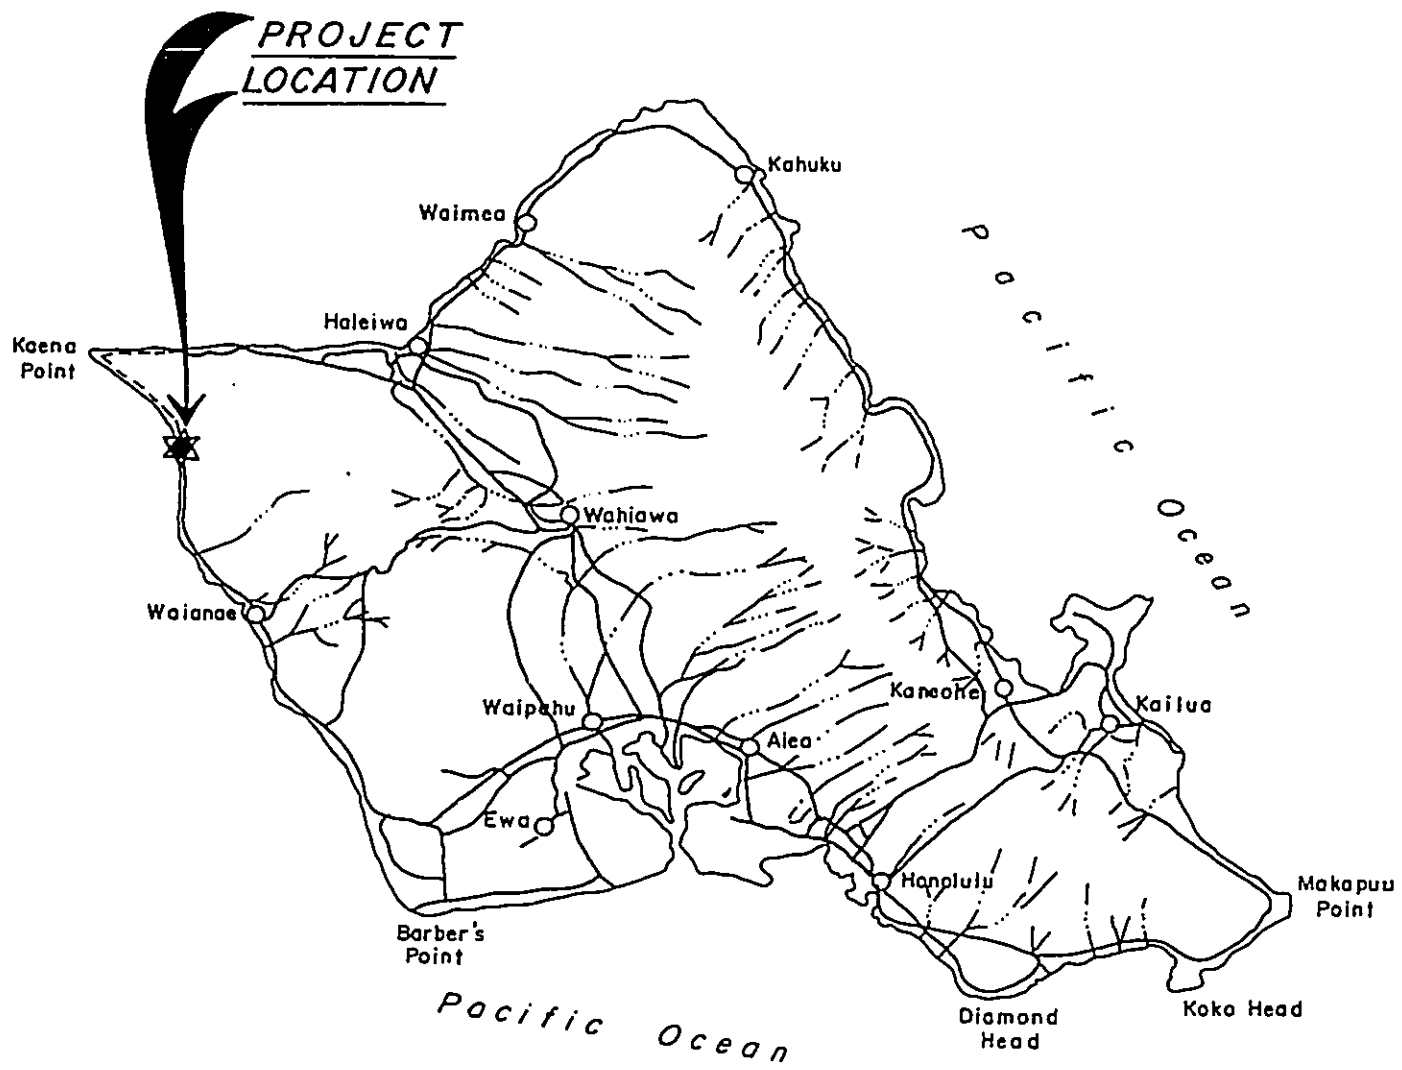 PROJECT
LOCATION
Kahuku
Waimea
Pacific Ocean
Haleiwa
Kaena
Point
Wahiawa
Waianae
Kaneohe
Kailua
Waipahu
Aiea
Ewa
Honolulu
Makapuu
Point
Barber's
Point
Koko Head
Diamond
Head
Pacific Ocean